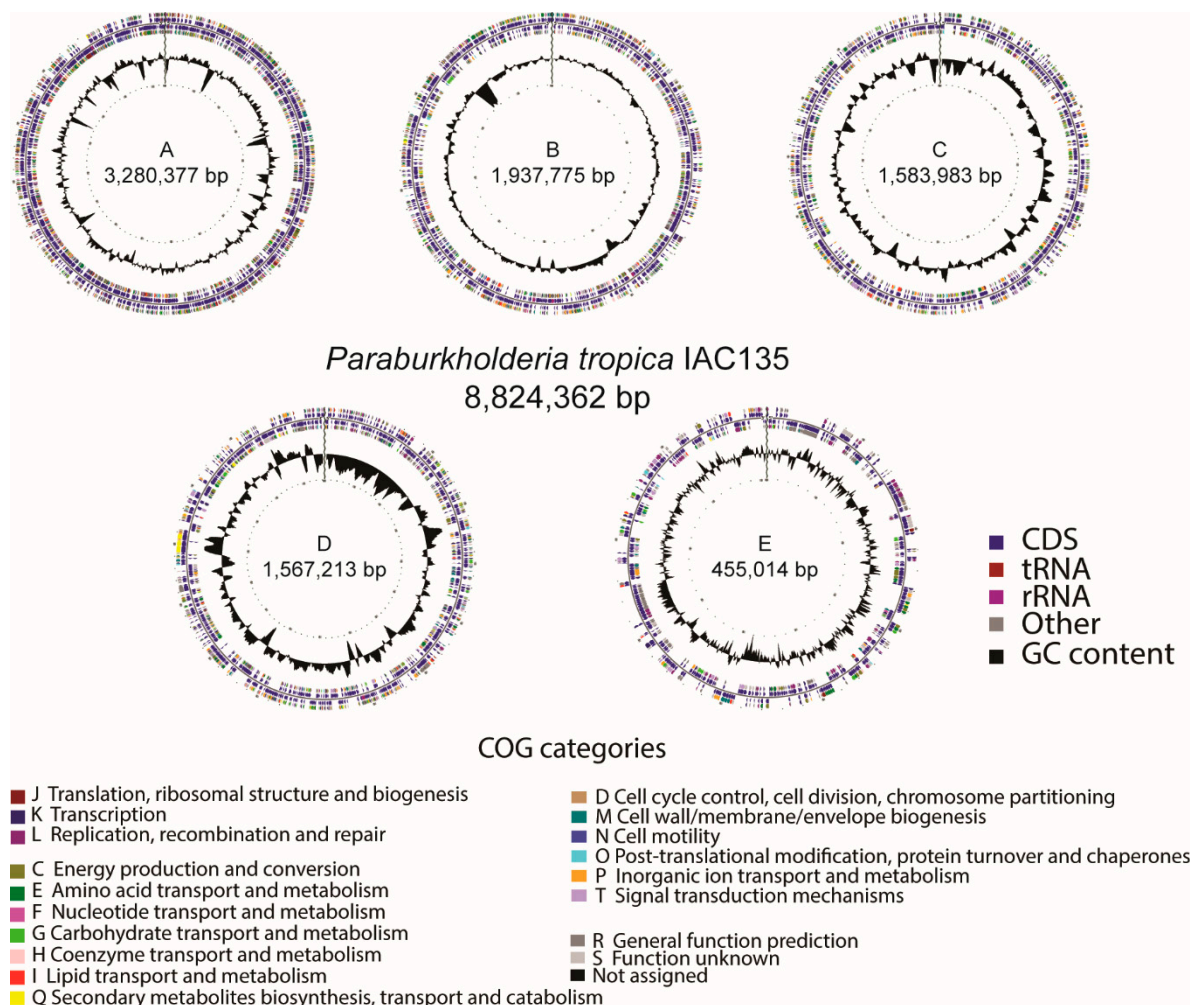 A
3,280,377 bp
B
1,937,775 bp
C
1,583,983 bp
Paraburkholderia tropica IAC135
8,824,362 bp
D
1,567,213 bp
E
455,014 bp
CDS
tRNA
rRNA
Other
GC content
COG categories
J Translation, ribosomal structure and biogenesis
K Transcription
L Replication, recombination and repair
C Energy production and conversion
E Amino acid transport and metabolism
F Nucleotide transport and metabolism
G Carbohydrate transport and metabolism
H Coenzyme transport and metabolism
I Lipid transport and metabolism
Q Secondary metabolites biosynthesis, transport and catabolism
D Cell cycle control, cell division, chromosome partitioning
M Cell wall/membrane/envelope biogenesis
N Cell motility
O Post-translational modification, protein turnover and chaperones
P Inorganic ion transport and metabolism
T Signal transduction mechanisms
R General function prediction
S Function unknown
Not assigned